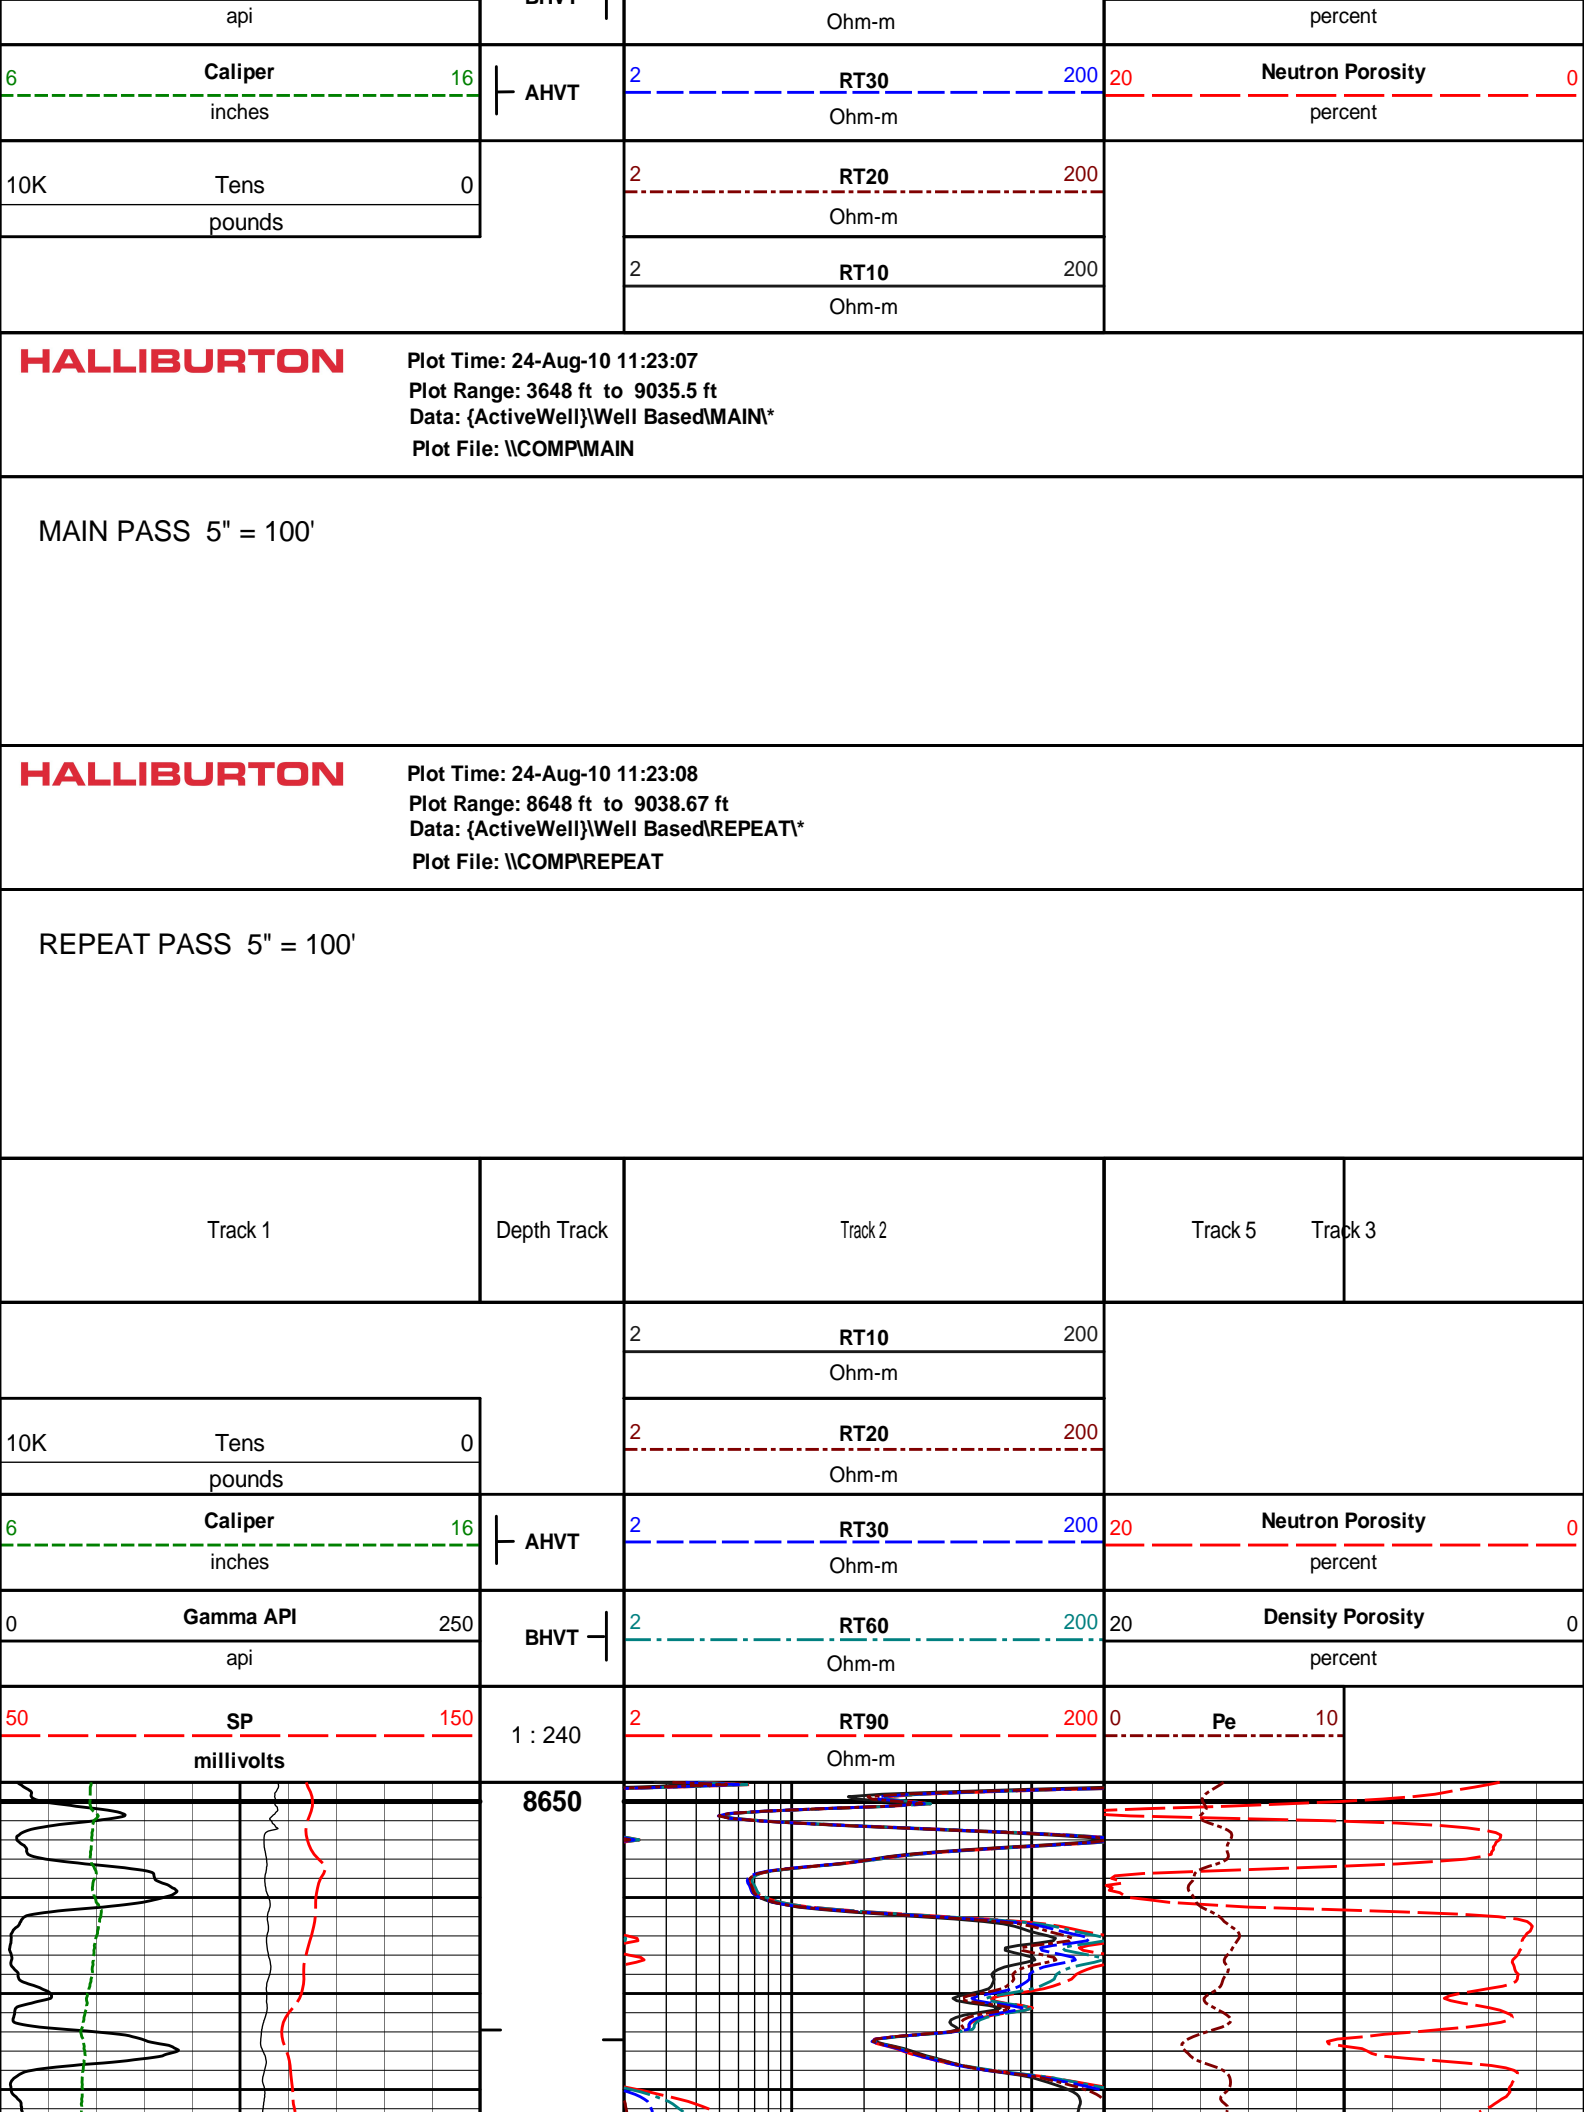 BHVT
api
Ohm-m
percent
6 Caliper 16
inches
AHVT
2 RT30 200
Ohm-m
20 Neutron Porosity 0
percent
10K Tens 0
pounds
2 RT20 200
Ohm-m
2 RT10 200
Ohm-m
HALLIBURTON
Plot Time: 24-Aug-10 11:23:07
Plot Range: 3648 ft to 9035.5 ft
Data: {ActiveWell}\Well Based\MAIN\*
Plot File: \\COMP\MAIN
MAIN PASS 5" = 100'
HALLIBURTON
Plot Time: 24-Aug-10 11:23:08
Plot Range: 8648 ft to 9038.67 ft
Data: {ActiveWell}\Well Based\REPEAT\*
Plot File: \\COMP\REPEAT
REPEAT PASS 5" = 100'
Track 1
Depth Track
Track 2
Track 5
Track 3
2 RT10 200
Ohm-m
10K Tens 0
pounds
2 RT20 200
Ohm-m
6 Caliper 16
inches
AHVT
2 RT30 200
Ohm-m
20 Neutron Porosity 0
percent
0 Gamma API 250
api
BHVT
2 RT60 200
Ohm-m
20 Density Porosity 0
percent
50 SP 150
millivolts
1 : 240
2 RT90 200
Ohm-m
0 Pe 10
8650